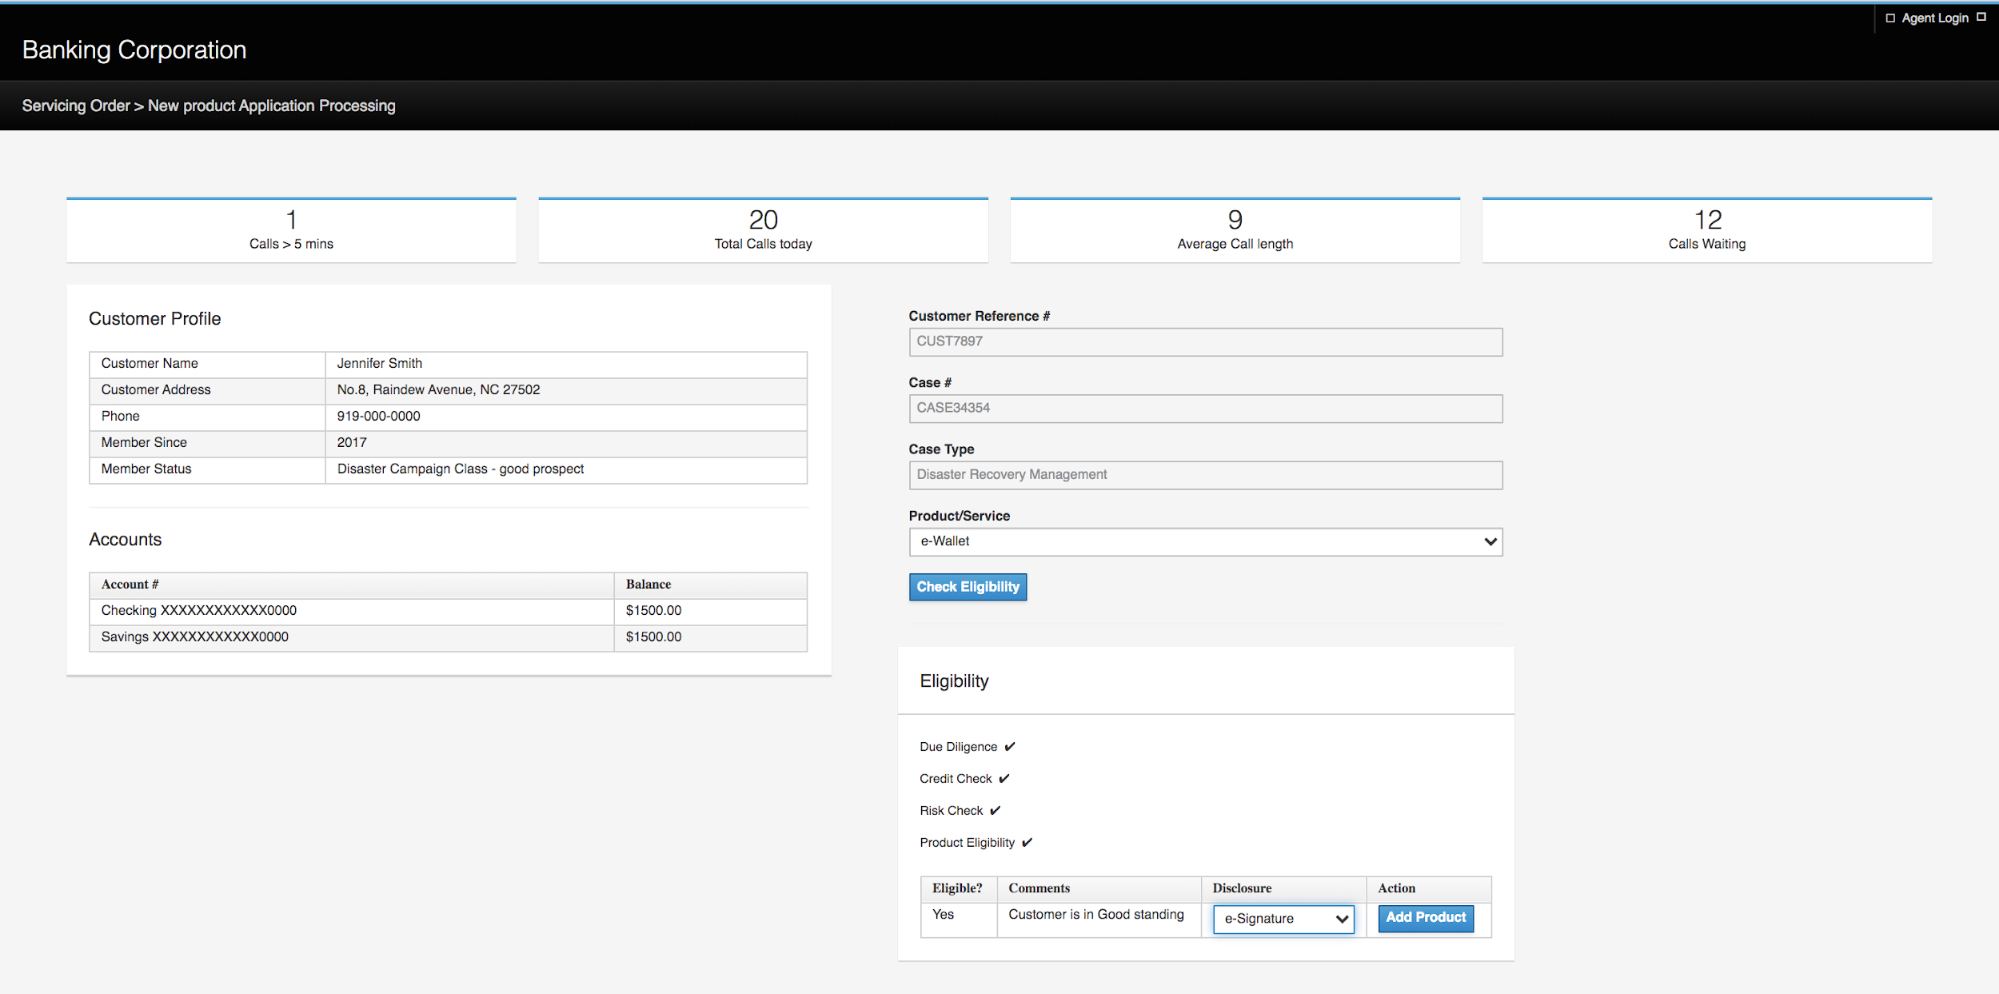 Agent Login
Banking Corporation
Servicing Order > New product Application Processing
1
Calls > 5 mins
20
Total Calls today
9
Average Call length
12
Calls Waiting
Customer Profile
Customer Name Jennifer Smith
Customer Address No.8, Raindew Avenue, NC 27502
Phone 919-000-0000
Member Since 2017
Member Status Disaster Campaign Class - good prospect
Accounts
Account # Balance
Checking XXXXXXXXXXXX0000 $1500.00
Savings XXXXXXXXXXXX0000 $1500.00
Customer Reference #
CUST7897
Case #
CASE34354
Case Type
Disaster Recovery Management
Product/Service
e-Wallet
Check Eligibility
Eligibility
Due Diligence ✔
Credit Check ✔
Risk Check ✔
Product Eligibility ✔
Eligible? Comments Disclosure Action
Yes Customer is in Good standing e-Signature Add Product